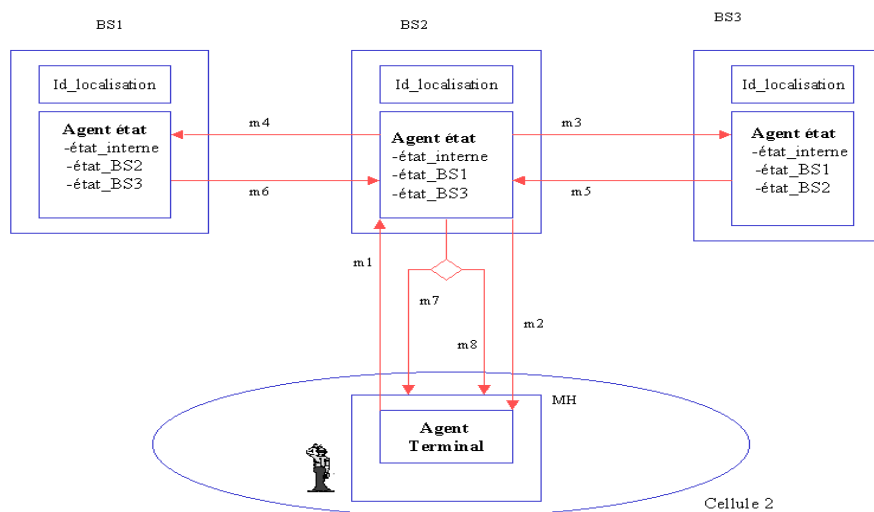 BS1
BS2
BS3
Id_localisation
Id_localisation
Id_localisation
Agent état
-état_interne
-état_BS2
-état_BS3
m4
m6
Agent état
-état_interne
-état_BS1
-état_BS3
m3
m5
Agent état
-état_interne
-état_BS1
-état_BS2
m1
m7
m8
m2
MH
Agent
Terminal
Cellule 2